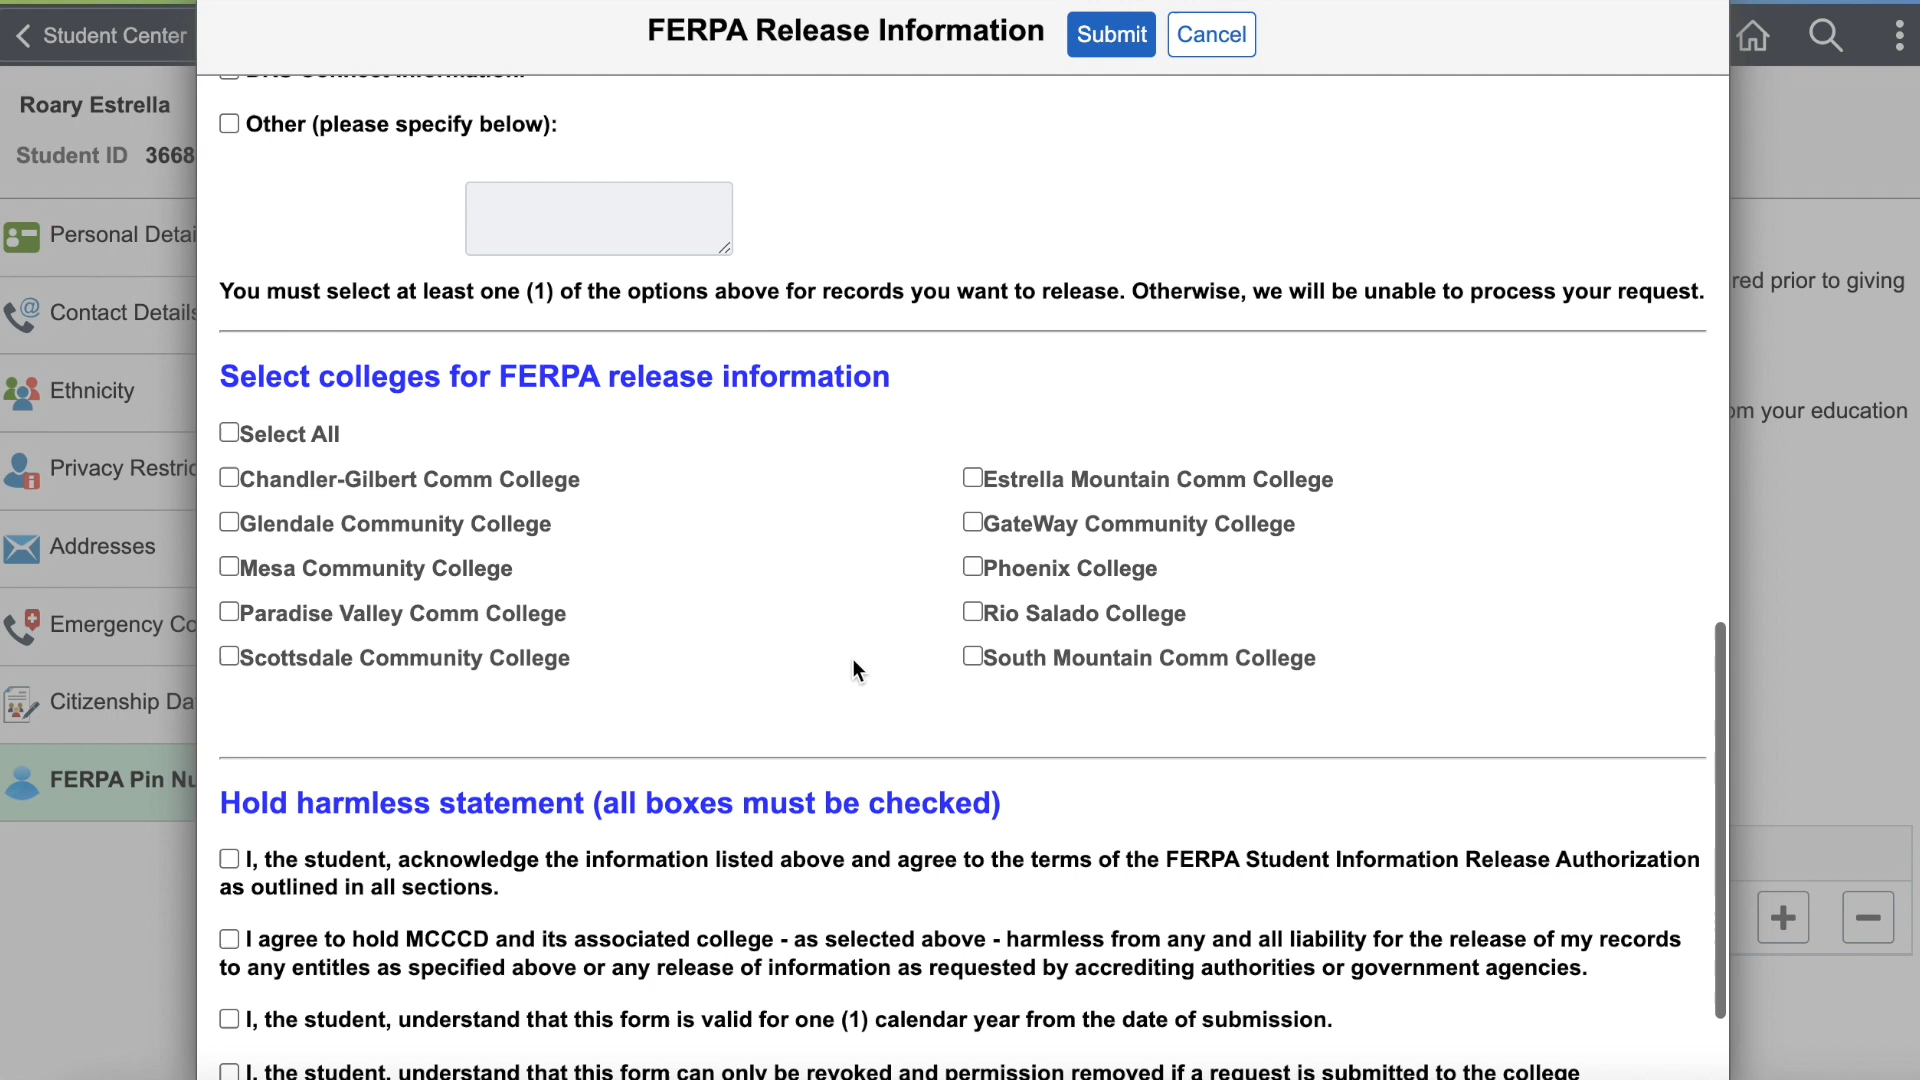 Student Center
FERPA Release Information
Submit
Cancel
Roary Estrella
Student ID 3668
Personal Detai
Contact Details
Ethnicity
Privacy Restric
Addresses
Emergency Co
Citizenship Da
FERPA Pin Nu
Other (please specify below):
You must select at least one (1) of the options above for records you want to release. Otherwise, we will be unable to process your request.
Select colleges for FERPA release information
Select All
Chandler-Gilbert Comm College
Estrella Mountain Comm College
Glendale Community College
GateWay Community College
Mesa Community College
Phoenix College
Paradise Valley Comm College
Rio Salado College
Scottsdale Community College
South Mountain Comm College
Hold harmless statement (all boxes must be checked)
I, the student, acknowledge the information listed above and agree to the terms of the FERPA Student Information Release Authorization
as outlined in all sections.
I agree to hold MCCCD and its associated college - as selected above - harmless from any and all liability for the release of my records
to any entitles as specified above or any release of information as requested by accrediting authorities or government agencies.
I, the student, understand that this form is valid for one (1) calendar year from the date of submission.
I, the student, understand that this form can only be revoked and permission removed if a request is submitted to the college
red prior to giving
om your education